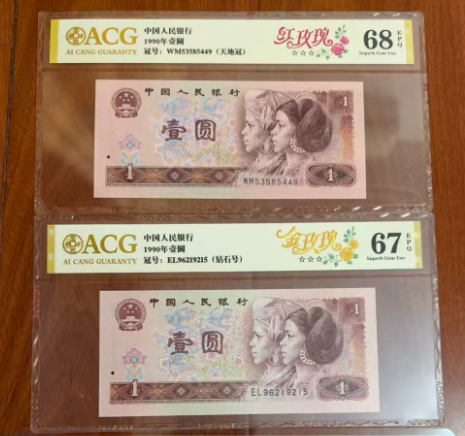 ACG
AI CANG GUARANTY
中国人民银行
1990年壹圆
冠号：WM53585449（天地冠）
红玫瑰
☆☆☆
68 EPQ
Superb Gem Unc
中国人民银行
1
壹圆
1
WM53585449
1
ACG
AI CANG GUARANTY
中国人民银行
1990年壹圆
冠号：EL96219215（钻石号）
金玫瑰
☆☆☆
67 EPQ
Superb Gem Unc
中国人民银行
1
壹圆
1
EL96219215
1